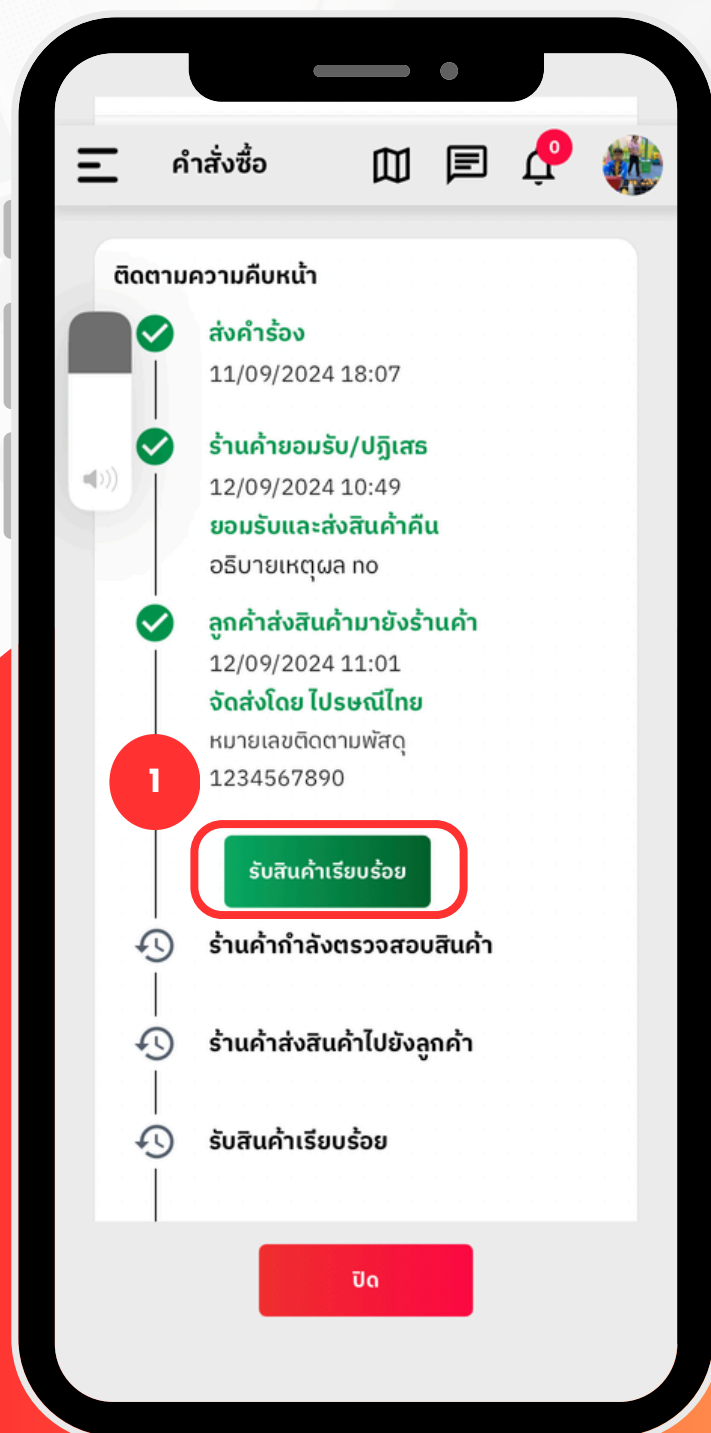 คำสั่งซื้อ
0
ติดตามความคืบหน้า
ส่งคำร้อง
11/09/2024 18:07
ร้านค้ายอมรับ/ปฏิเสธ
12/09/2024 10:49
ยอมรับและส่งสินค้าคืน
อธิบายเหตุผล no
ลูกค้าส่งสินค้ามายังร้านค้า
12/09/2024 11:01
จัดส่งโดย ไปรษณีไทย
หมายเลขติดตามพัสดุ
1
1234567890
รับสินค้าเรียบร้อย
ร้านค้ากำลังตรวจสอบสินค้า
ร้านค้าส่งสินค้าไปยังลูกค้า
รับสินค้าเรียบร้อย
ปิด